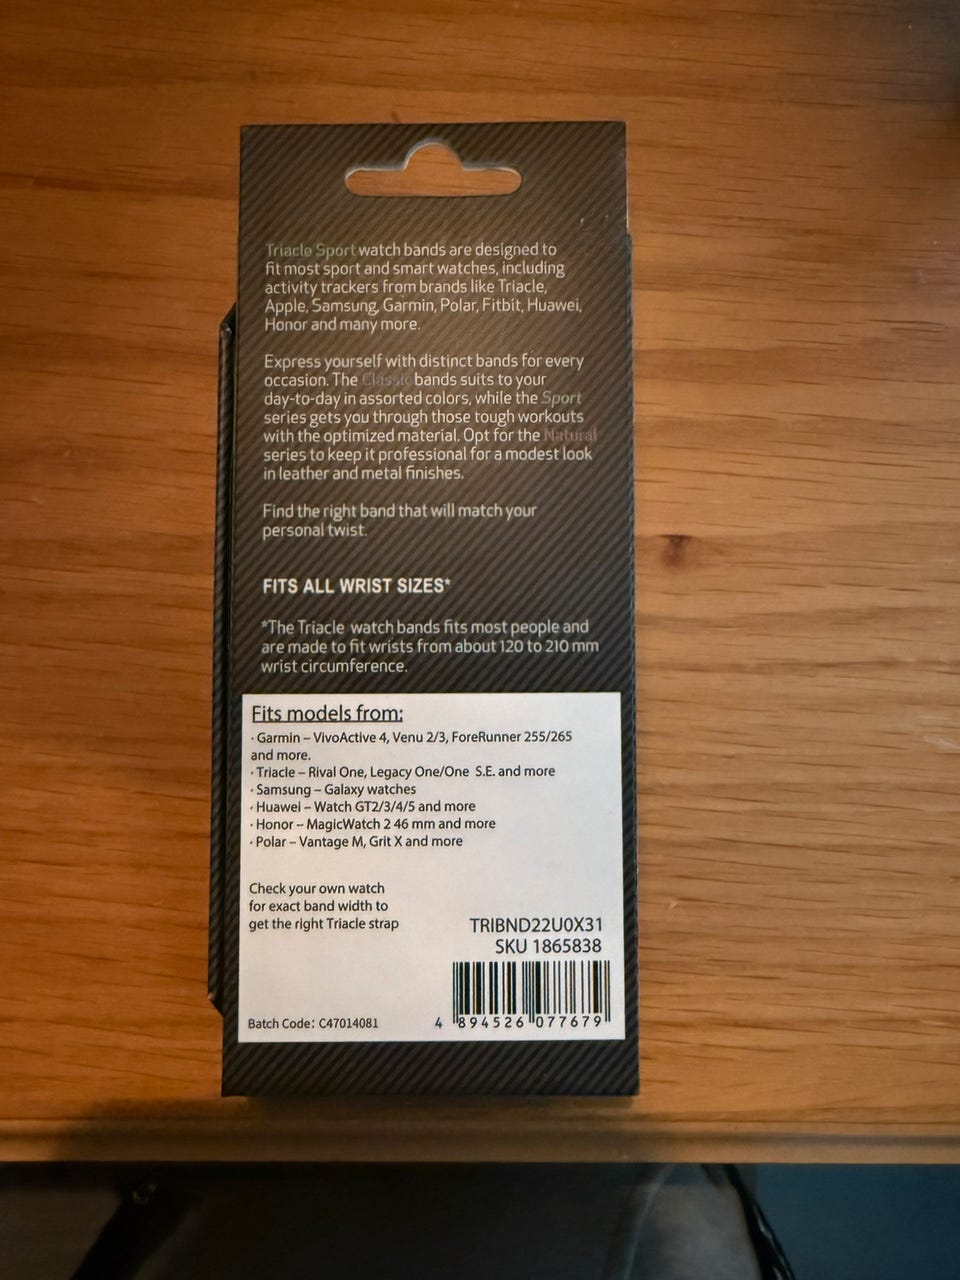 Triacle Sport watch bands are designed to
fit most sport and smart watches, including
activity trackers from brands like Triacle,
Apple, Samsung, Garmin, Polar, Fitbit, Huawei,
Honor and many more.
Express yourself with distinct bands for every
occasion. The Classic bands suits to your
day-to-day in assorted colors, while the Sport
series gets you through those tough workouts
with the optimized material. Opt for the Natural
series to keep it professional for a modest look
in leather and metal finishes.
Find the right band that will match your
personal twist.
FITS ALL WRIST SIZES*
*The Triacle watch bands fits most people and
are made to fit wrists from about 120 to 210 mm
wrist circumference.
Fits models from:
· Garmin – VivoActive 4, Venu 2/3, ForeRunner 255/265
and more.
· Triacle – Rival One, Legacy One/One S.E. and more
· Samsung – Galaxy watches
· Huawei – Watch GT2/3/4/5 and more
· Honor – MagicWatch 2 46 mm and more
· Polar – Vantage M, Grit X and more
Check your own watch
for exact band width to
get the right Triacle strap
TRIBND22U0X31
SKU 1865838
Batch Code: C47014081
4 894526 077679